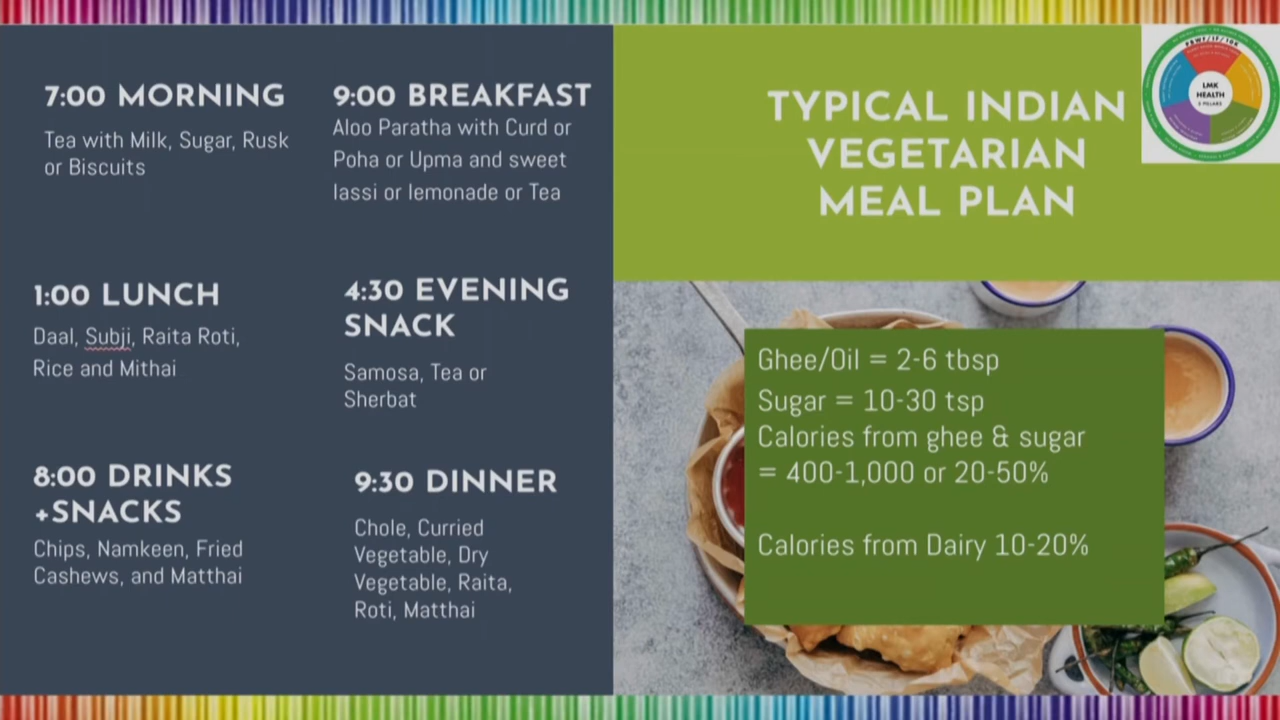 7:00 MORNING
Tea with Milk, Sugar, Rusk
or Biscuits
9:00 BREAKFAST
Aloo Paratha with Curd or
Poha or Upma and sweet
lassi or lemonade or Tea
1:00 LUNCH
Daal, Subji, Raita Roti,
Rice and Mithai
4:30 EVENING
SNACK
Samosa, Tea or
Sherbat
8:00 DRINKS
+SNACKS
Chips, Namkeen, Fried
Cashews, and Matthai
9:30 DINNER
Chole, Curried
Vegetable, Dry
Vegetable, Raita,
Roti, Matthai
TYPICAL INDIAN
VEGETARIAN
MEAL PLAN
LMK
HEALTH
5 PILLARS
Ghee/Oil = 2-6 tbsp
Sugar = 10-30 tsp
Calories from ghee & sugar
= 400-1,000 or 20-50%
Calories from Dairy 10-20%